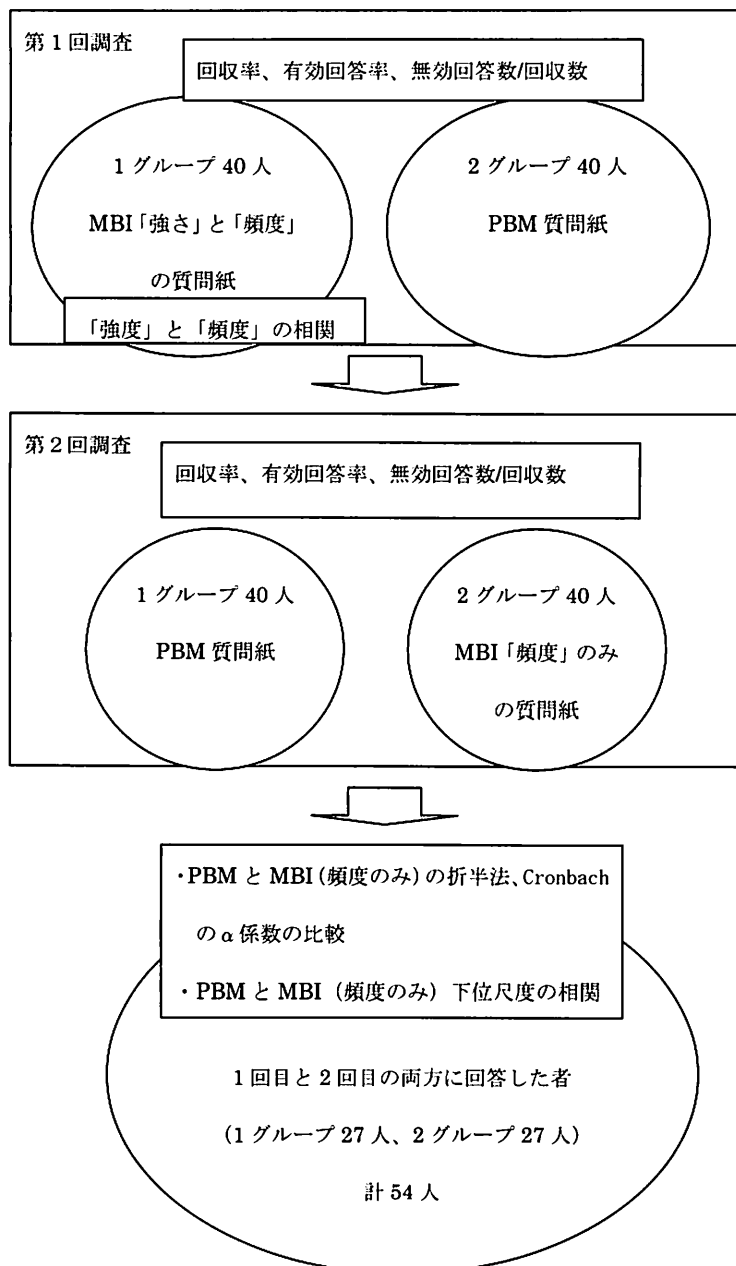 第1回調査
回収率、有効回答率、無効回答数/回収数
1グループ40人
MBI「強さ」と「頻度」
の質問紙
「強度」と「頻度」の相関
2グループ40人
PBM質問紙
第2回調査
回収率、有効回答率、無効回答数/回収数
1グループ40人
PBM質問紙
2グループ40人
MBI「頻度」のみ
の質問紙
・PBMとMBI(頻度のみ)の折半法、Cronbach
のα係数の比較
・PBMとMBI(頻度のみ)下位尺度の相関
1回目と2回目の両方に回答した者
(1グループ27人、2グループ27人)
計54人